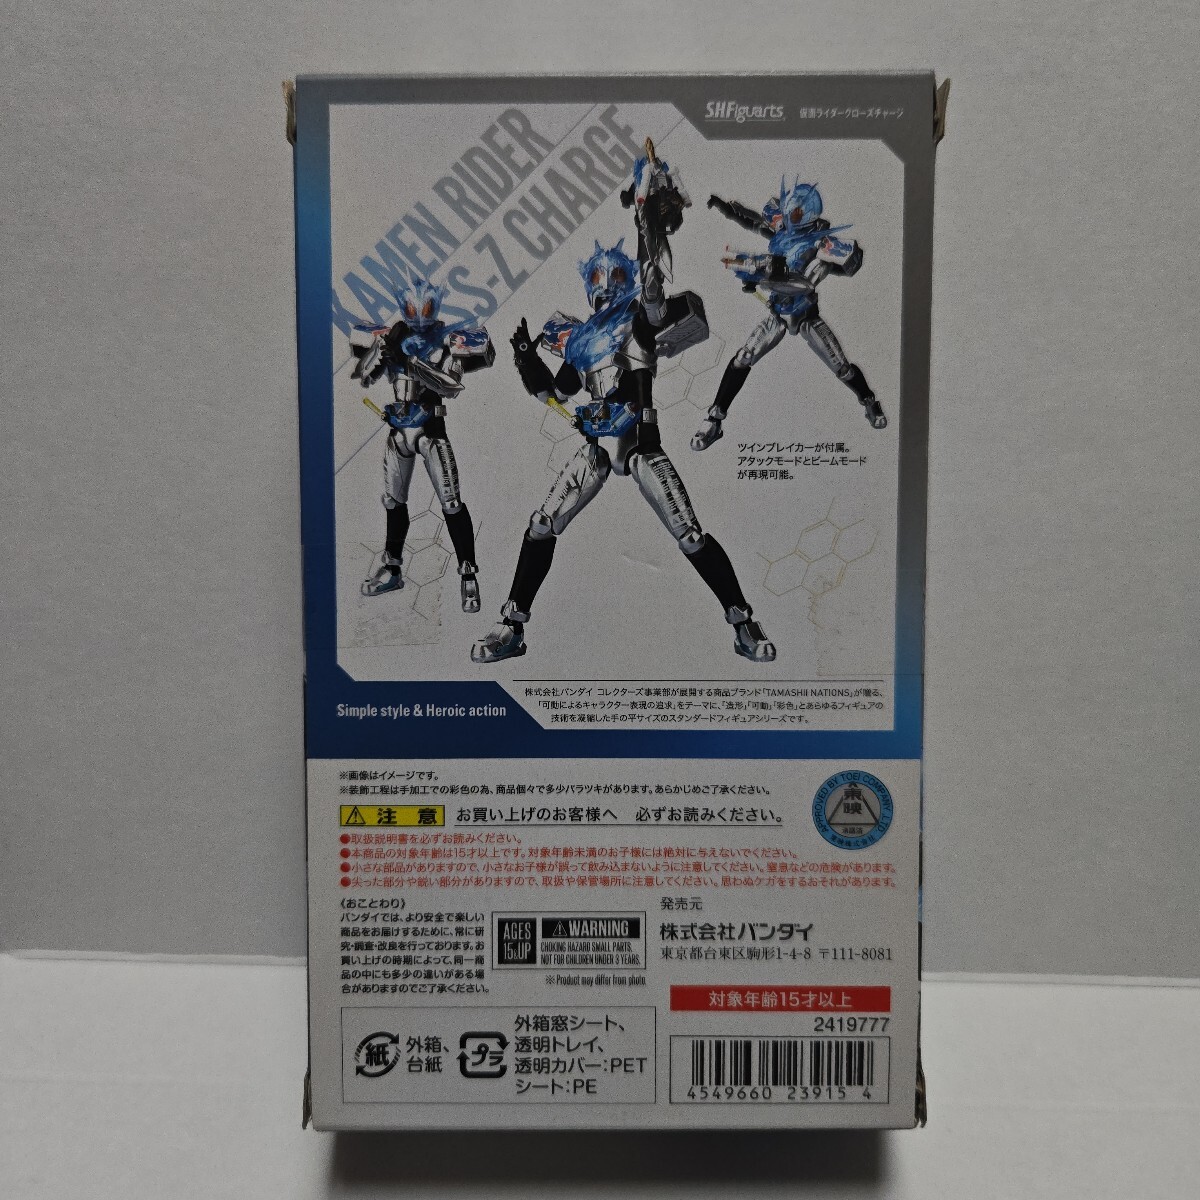 S.H.Figuarts 仮面ライダークローズチャージ
KAMEN RIDER
SS-Z CHARGE
ツインブレイカーが付属。
アタックモードとビームモード
が再現可能。
株式会社バンダイ コレクターズ事業部が展開する商品ブランド「TAMASHII NATIONS」が贈る、
「可動によるキャラクター表現の追求」をテーマに、「造形」「可動」「彩色」とあらゆるフィギュアの
技術を凝縮した手の平サイズのスタンダードフィギュアシリーズです。
Simple style & Heroic action
※画像はイメージです。
※装飾工程は手加工での彩色の為、商品個々で多少バラツキがあります。あらかじめご了承ください。
APPROVED BY TOEI COMPANY, LTD.
東映
東映株式会社
注意 お買い上げのお客様へ 必ずお読みください。
●取扱説明書を必ずお読みください。
●本商品の対象年齢は15才以上です。対象年齢未満のお子様には絶対に与えないでください。
●小さな部品がありますので、小さなお子様が誤って飲み込まないように注意してください。窒息などの危険があります。
●尖った部分や鋭い部分がありますので、取扱や保管場所に注意してください。思わぬケガをするおそれがあります。
《おことわり》
バンダイでは、より安全で楽しい
商品をお届けするために、常に研
究・調査・改良を行っております。お
買い上げの時期によって、同一商
品の中にも多少の違いがある場
合がありますのでご了承ください。
AGES
15&UP
WARNING
CHOKING HAZARD SMALL PARTS.
NOT FOR CHILDREN UNDER 3 YEARS.
※Product may differ from photo.
発売元
株式会社バンダイ
東京都台東区駒形1-4-8 〒111-8081
対象年齢15才以上
2419777
紙 外箱、
台紙
プラ 外箱窓シート、
透明トレイ、
透明カバー:PET
シート:PE
4549660 23915 4